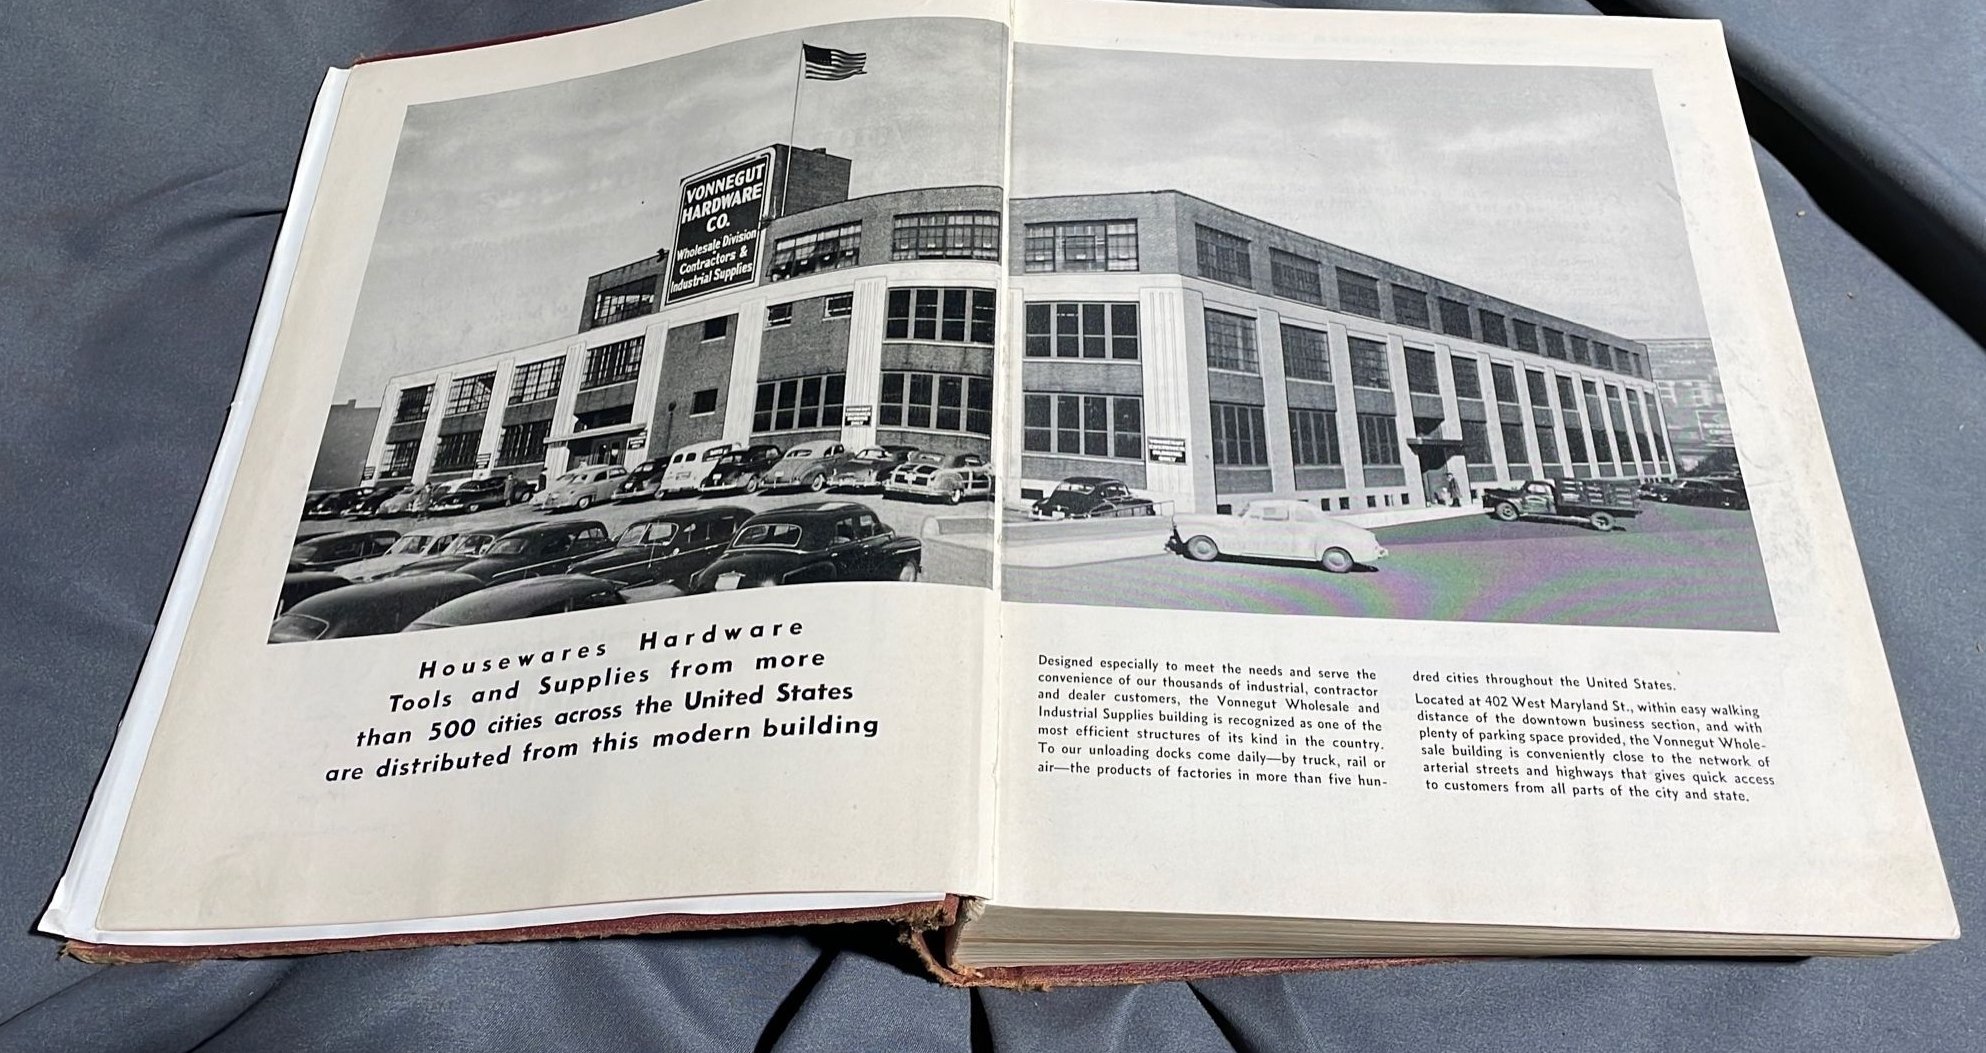 VONNEGUT
HARDWARE
CO.
Wholesale Division
Contractors &
Industrial Supplies
VONNEGUT
CUSTOMER
PARKING
ONLY
Housewares Hardware
Tools and Supplies from more
than 500 cities across the United States
are distributed from this modern building
Designed especially to meet the needs and serve the
convenience of our thousands of industrial, contractor
and dealer customers, the Vonnegut Wholesale and
Industrial Supplies building is recognized as one of the
most efficient structures of its kind in the country.
To our unloading docks come daily—by truck, rail or
air—the products of factories in more than five hun-
dred cities throughout the United States.
Located at 402 West Maryland St., within easy walking
distance of the downtown business section, and with
plenty of parking space provided, the Vonnegut Whole-
sale building is conveniently close to the network of
arterial streets and highways that gives quick access
to customers from all parts of the city and state.